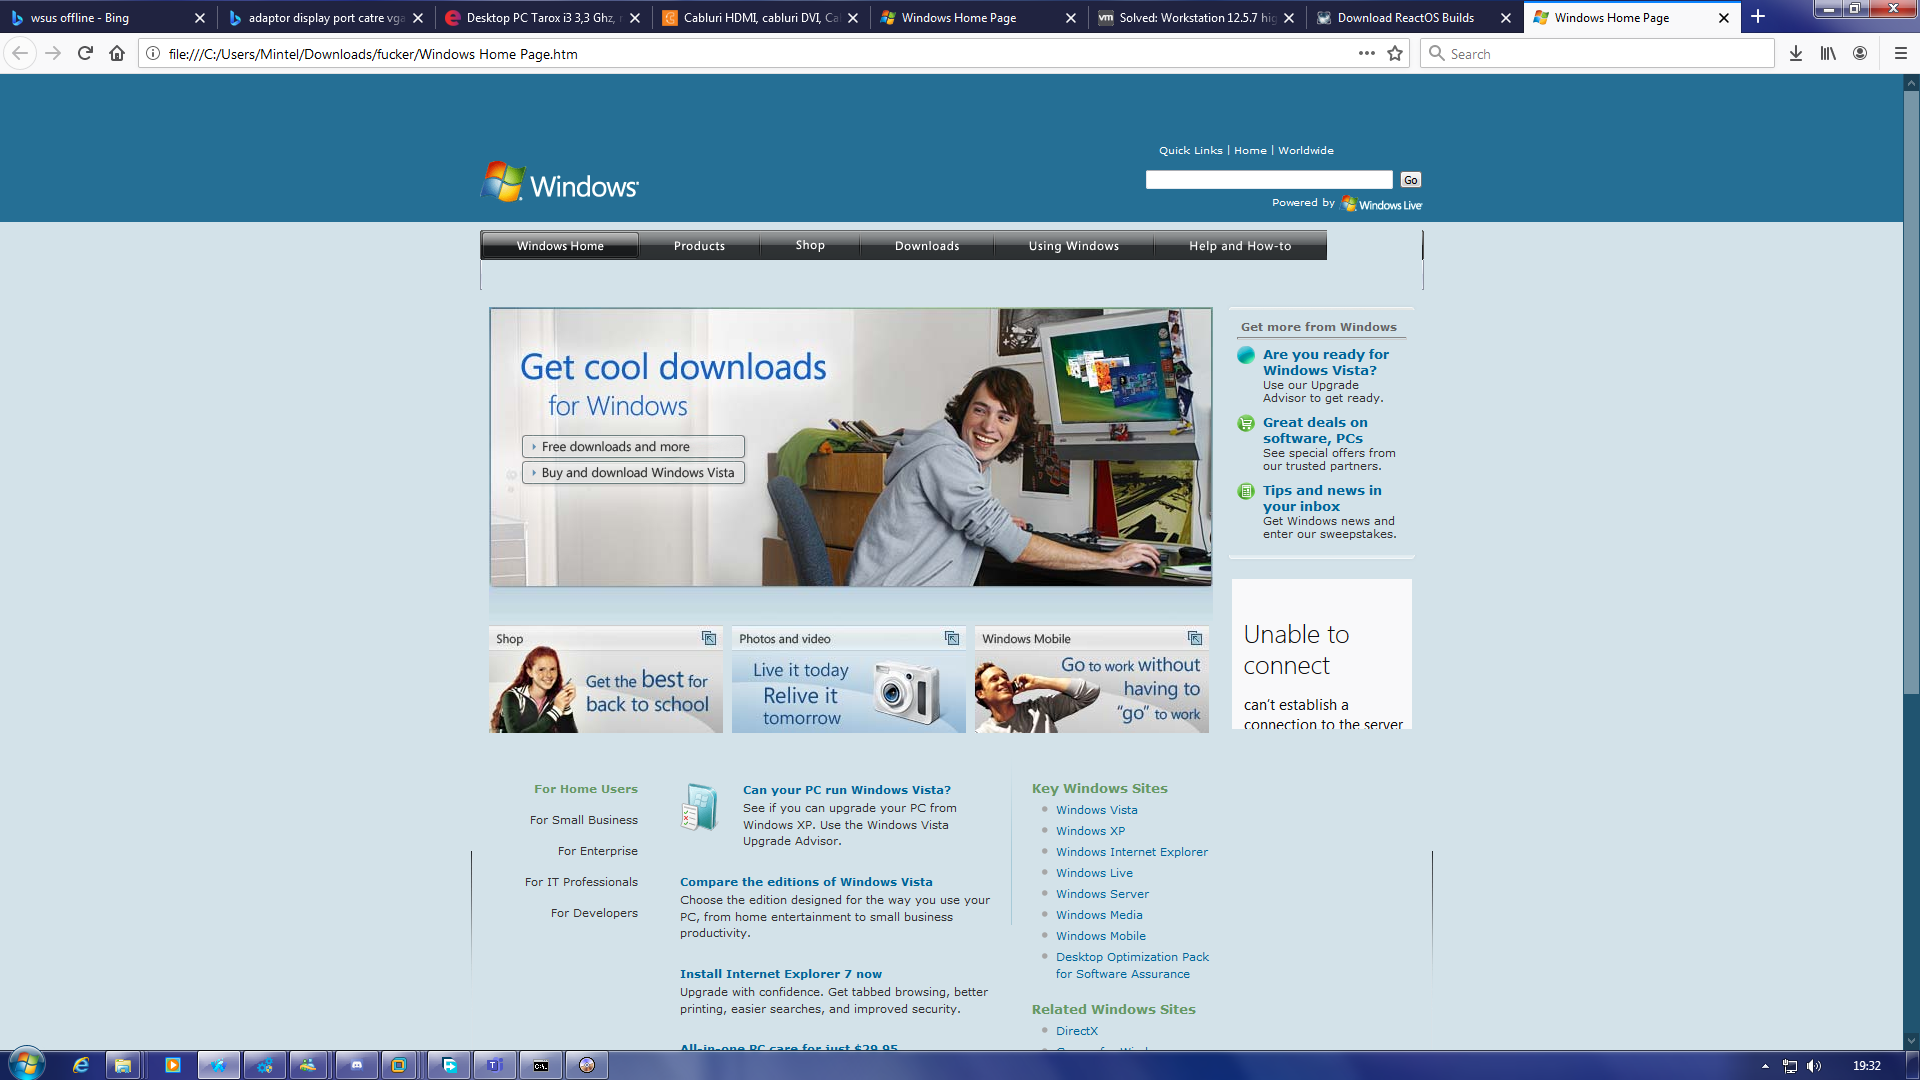 wsus offline - Bing
adaptor display port catre vga
Desktop PC Tarox i3 3,3 Ghz,
Cabluri HDMI, cabluri DVI, Ca
Windows Home Page
Solved: Workstation 12.5.7 hig
Download ReactOS Builds
Windows Home Page
file:///C:/Users/Mintel/Downloads/fucker/Windows Home Page.htm
Search
Quick Links | Home | Worldwide
Windows
Go
Powered by Windows Live
Windows Home
Products
Shop
Downloads
Using Windows
Help and How-to
Get cool downloads
for Windows
Free downloads and more
Buy and download Windows Vista
Get more from Windows
Are you ready for
Windows Vista?
Use our Upgrade
Advisor to get ready.
Great deals on
software, PCs
See special offers from
our trusted partners.
Tips and news in
your inbox
Get Windows news and
enter our sweepstakes.
Shop
Get the best for
back to school
Photos and video
Live it today
Relive it
tomorrow
Windows Mobile
Go to work without
having to
"go" to work
Unable to
connect
can't establish a
connection to the server
For Home Users
For Small Business
For Enterprise
For IT Professionals
For Developers
Can your PC run Windows Vista?
See if you can upgrade your PC from
Windows XP. Use the Windows Vista
Upgrade Advisor.
Compare the editions of Windows Vista
Choose the edition designed for the way you use your
PC, from home entertainment to small business
productivity.
Install Internet Explorer 7 now
Upgrade with confidence. Get tabbed browsing, better
printing, easier searches, and improved security.
All-in-one PC care for just $29.95
Key Windows Sites
Windows Vista
Windows XP
Windows Internet Explorer
Windows Live
Windows Server
Windows Media
Windows Mobile
Desktop Optimization Pack
for Software Assurance
Related Windows Sites
DirectX
19:32